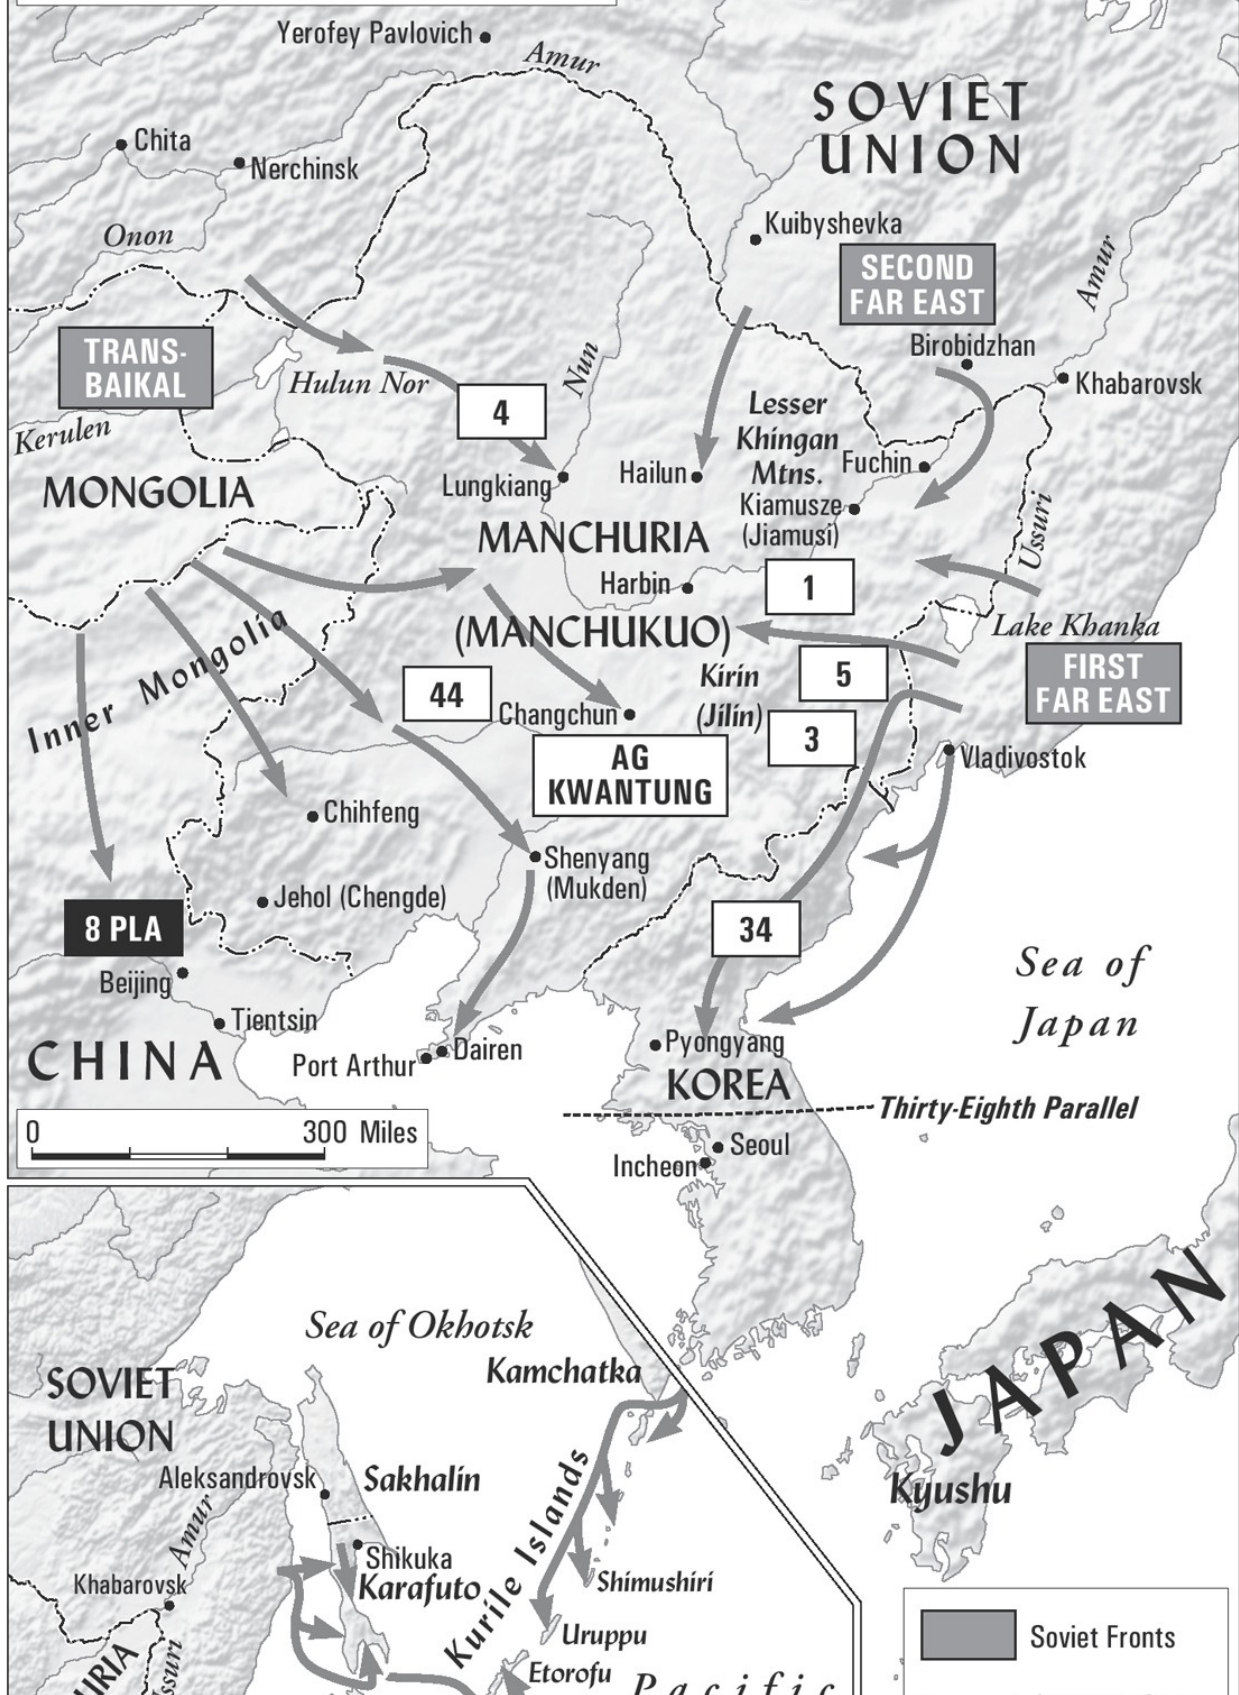 Yerofey Pavlovich
Amur
SOVIET
UNION
Chita
Nerchinsk
Onon
Kuibyshevka
SECOND
FAR EAST
Amur
TRANS-
BAIKAL
Hulun Nor
Nun
Birobidzhan
Khabarovsk
Kerulen
4
Lesser
Khingan
Mtns.
Fuchin
MONGOLIA
Lungkiang
Hailun
Kiamusze
(Jiamusi)
Ussuri
MANCHURIA
Harbin
1
(MANCHUKUO)
Lake Khanka
Inner Mongolia
44
Kirin
(Jilin)
5
FIRST
FAR EAST
Changchun
3
AG
KWANTUNG
Vladivostok
Chihfeng
Shenyang
(Mukden)
Jehol (Chengde)
8 PLA
34
Beijing
Sea of
Japan
Tientsin
CHINA
Port Arthur
Dairen
Pyongyang
KOREA
Thirty-Eighth Parallel
0
300 Miles
Seoul
Incheon
JAPAN
Kyushu
Sea of Okhotsk
Kamchatka
SOVIET
UNION
Aleksandrovsk
Sakhalin
Amur
Kurile Islands
Shikuka
Karafuto
Khabarovsk
Shimushiri
Uruppu
Etorofu
Pacific
URIA
ssuri
Soviet Fronts